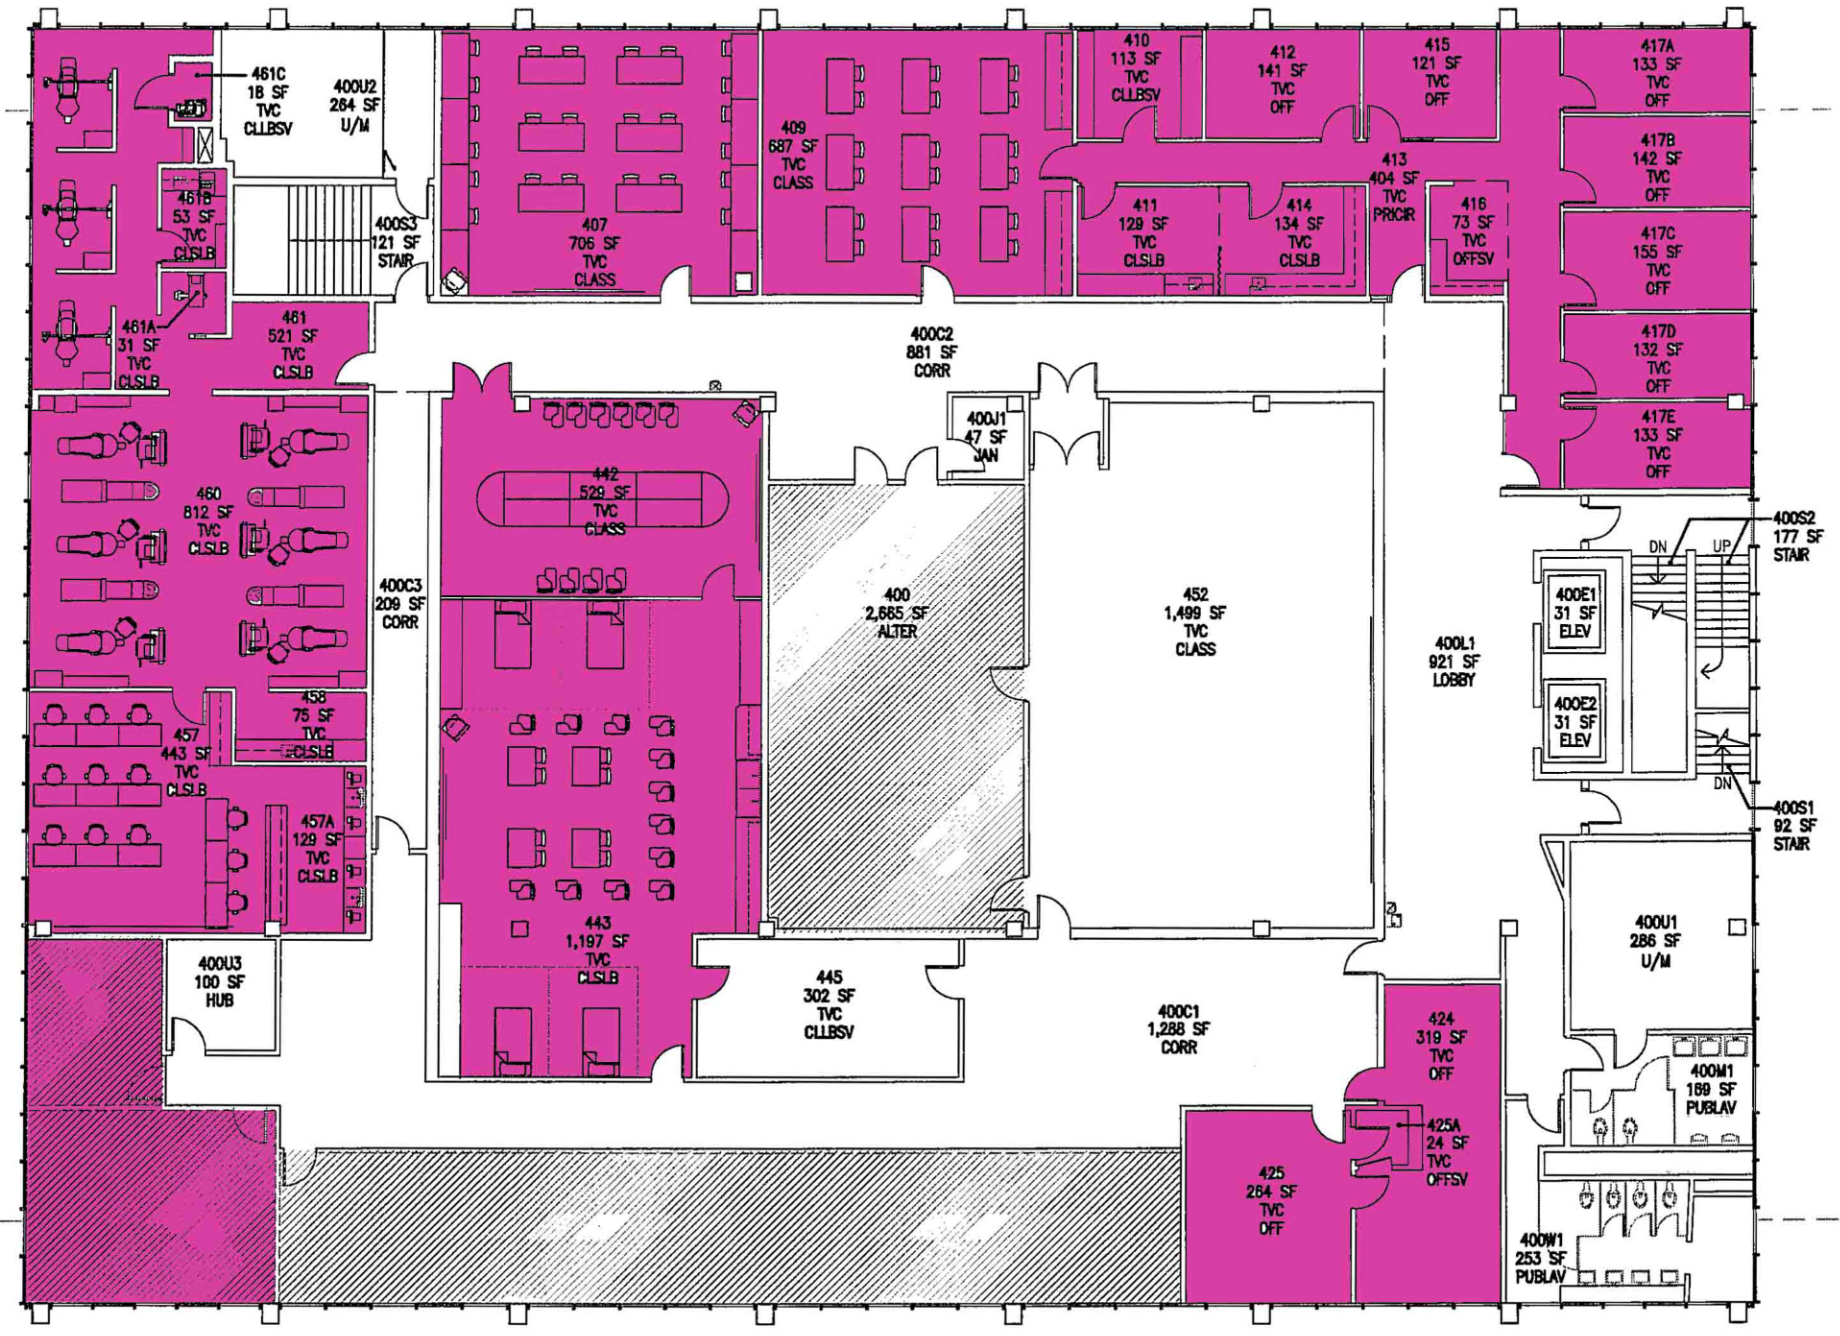 461C
18 SF
TVC
CLLBSV
400U2
264 SF
U/M
461B
53 SF
TVC
CLSLB
400S3
121 SF
STAIR
461A
31 SF
TVC
CLSLB
461
521 SF
TVC
CLSLB
407
706 SF
TVC
CLASS
409
687 SF
TVC
CLASS
410
113 SF
TVC
CLLBSV
412
141 SF
TVC
OFF
415
121 SF
TVC
OFF
417A
133 SF
TVC
OFF
417B
142 SF
TVC
OFF
413
404 SF
TVC
PRICIR
411
129 SF
TVC
CLSLB
414
134 SF
TVC
CLSLB
416
73 SF
TVC
OFFSV
417C
155 SF
TVC
OFF
417D
132 SF
TVC
OFF
417E
133 SF
TVC
OFF
400C2
881 SF
CORR
400J1
47 SF
JAN
442
529 SF
TVC
CLASS
460
812 SF
TVC
CLSLB
400C3
209 SF
CORR
400
2,665 SF
ALTER
452
1,499 SF
TVC
CLASS
400L1
921 SF
LOBBY
400E1
31 SF
ELEV
400E2
31 SF
ELEV
DN
UP
400S2
177 SF
STAIR
DN
400S1
92 SF
STAIR
458
75 SF
TVC
CLSLB
457
443 SF
TVC
CLSLB
457A
129 SF
TVC
CLSLB
443
1,197 SF
TVC
CLSLB
400U3
100 SF
HUB
445
302 SF
TVC
CLLBSV
400C1
1,288 SF
CORR
400U1
286 SF
U/M
424
319 SF
TVC
OFF
400M1
169 SF
PUBLAV
425A
24 SF
TVC
OFFSV
425
264 SF
TVC
OFF
400W1
253 SF
PUBLAV